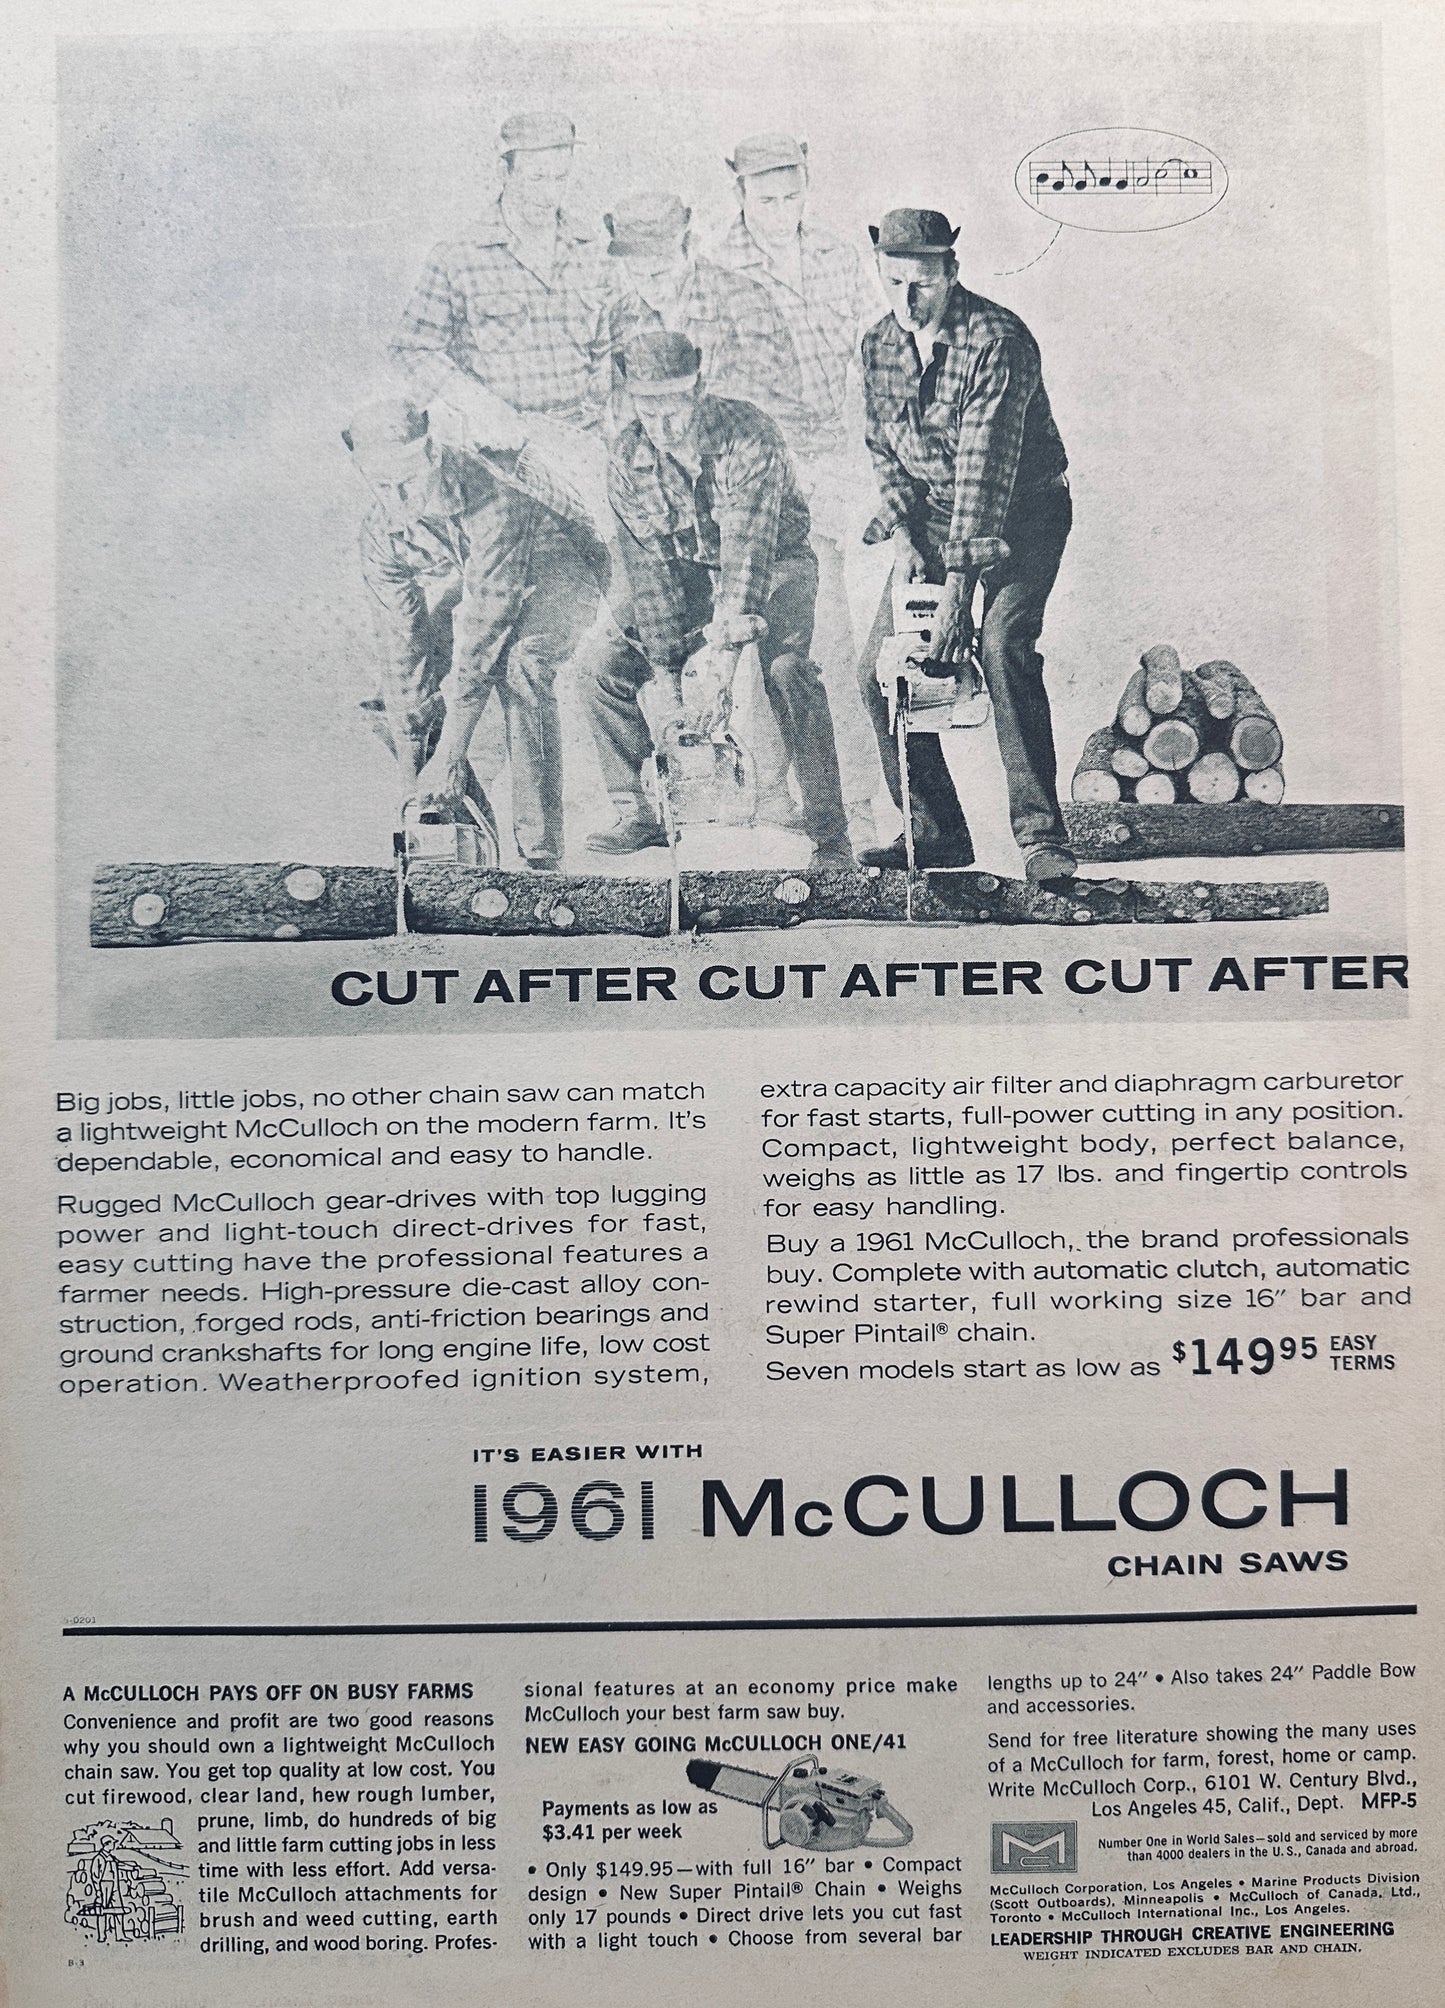 CUT AFTER CUT AFTER CUT AFTER
Big jobs, little jobs, no other chain saw can match
a lightweight McCulloch on the modern farm. It's
dependable, economical and easy to handle.
Rugged McCulloch gear-drives with top lugging
power and light-touch direct-drives for fast,
easy cutting have the professional features a
farmer needs. High-pressure die-cast alloy con-
struction, forged rods, anti-friction bearings and
ground crankshafts for long engine life, low cost
operation. Weatherproofed ignition system,
extra capacity air filter and diaphragm carburetor
for fast starts, full-power cutting in any position.
Compact, lightweight body, perfect balance,
weighs as little as 17 lbs. and fingertip controls
for easy handling.
Buy a 1961 McCulloch, the brand professionals
buy. Complete with automatic clutch, automatic
rewind starter, full working size 16" bar and
Super Pintail® chain.
Seven models start as low as $149 95 EASY
TERMS
IT'S EASIER WITH
1961 McCULLOCH
CHAIN SAWS
-0201
A McCULLOCH PAYS OFF ON BUSY FARMS
Convenience and profit are two good reasons
why you should own a lightweight McCulloch
chain saw. You get top quality at low cost. You
cut firewood, clear land, hew rough lumber,
prune, limb, do hundreds of big
and little farm cutting jobs in less
time with less effort. Add versa-
tile McCulloch attachments for
brush and weed cutting, earth
drilling, and wood boring. Profes-
B-3
sional features at an economy price make
McCulloch your best farm saw buy.
NEW EASY GOING McCULLOCH ONE/41
Payments as low as
$3.41 per week
• Only $149.95—with full 16" bar • Compact
design • New Super Pintail® Chain • Weighs
only 17 pounds • Direct drive lets you cut fast
with a light touch • Choose from several bar
lengths up to 24" • Also takes 24" Paddle Bow
and accessories.
Send for free literature showing the many uses
of a McCulloch for farm, forest, home or camp.
Write McCulloch Corp., 6101 W. Century Blvd.,
Los Angeles 45, Calif., Dept. MFP-5
Number One in World Sales—sold and serviced by more
than 4000 dealers in the U.S., Canada and abroad.
McCulloch Corporation, Los Angeles • Marine Products Division
(Scott Outboards), Minneapolis • McCulloch of Canada, Ltd.,
Toronto • McCulloch International Inc., Los Angeles.
LEADERSHIP THROUGH CREATIVE ENGINEERING
WEIGHT INDICATED EXCLUDES BAR AND CHAIN.